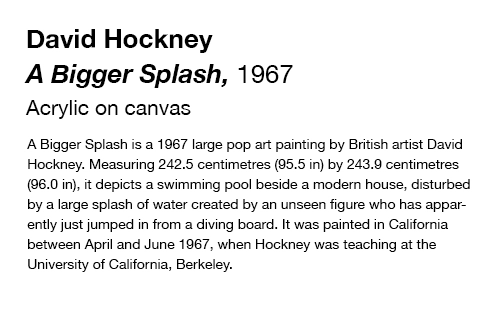 David Hockney
A Bigger Splash, 1967
Acrylic on canvas
A Bigger Splash is a 1967 large pop art painting by British artist David
Hockney. Measuring 242.5 centimetres (95.5 in) by 243.9 centimetres
(96.0 in), it depicts a swimming pool beside a modern house, disturbed
by a large splash of water created by an unseen figure who has appar-
ently just jumped in from a diving board. It was painted in California
between April and June 1967, when Hockney was teaching at the
University of California, Berkeley.